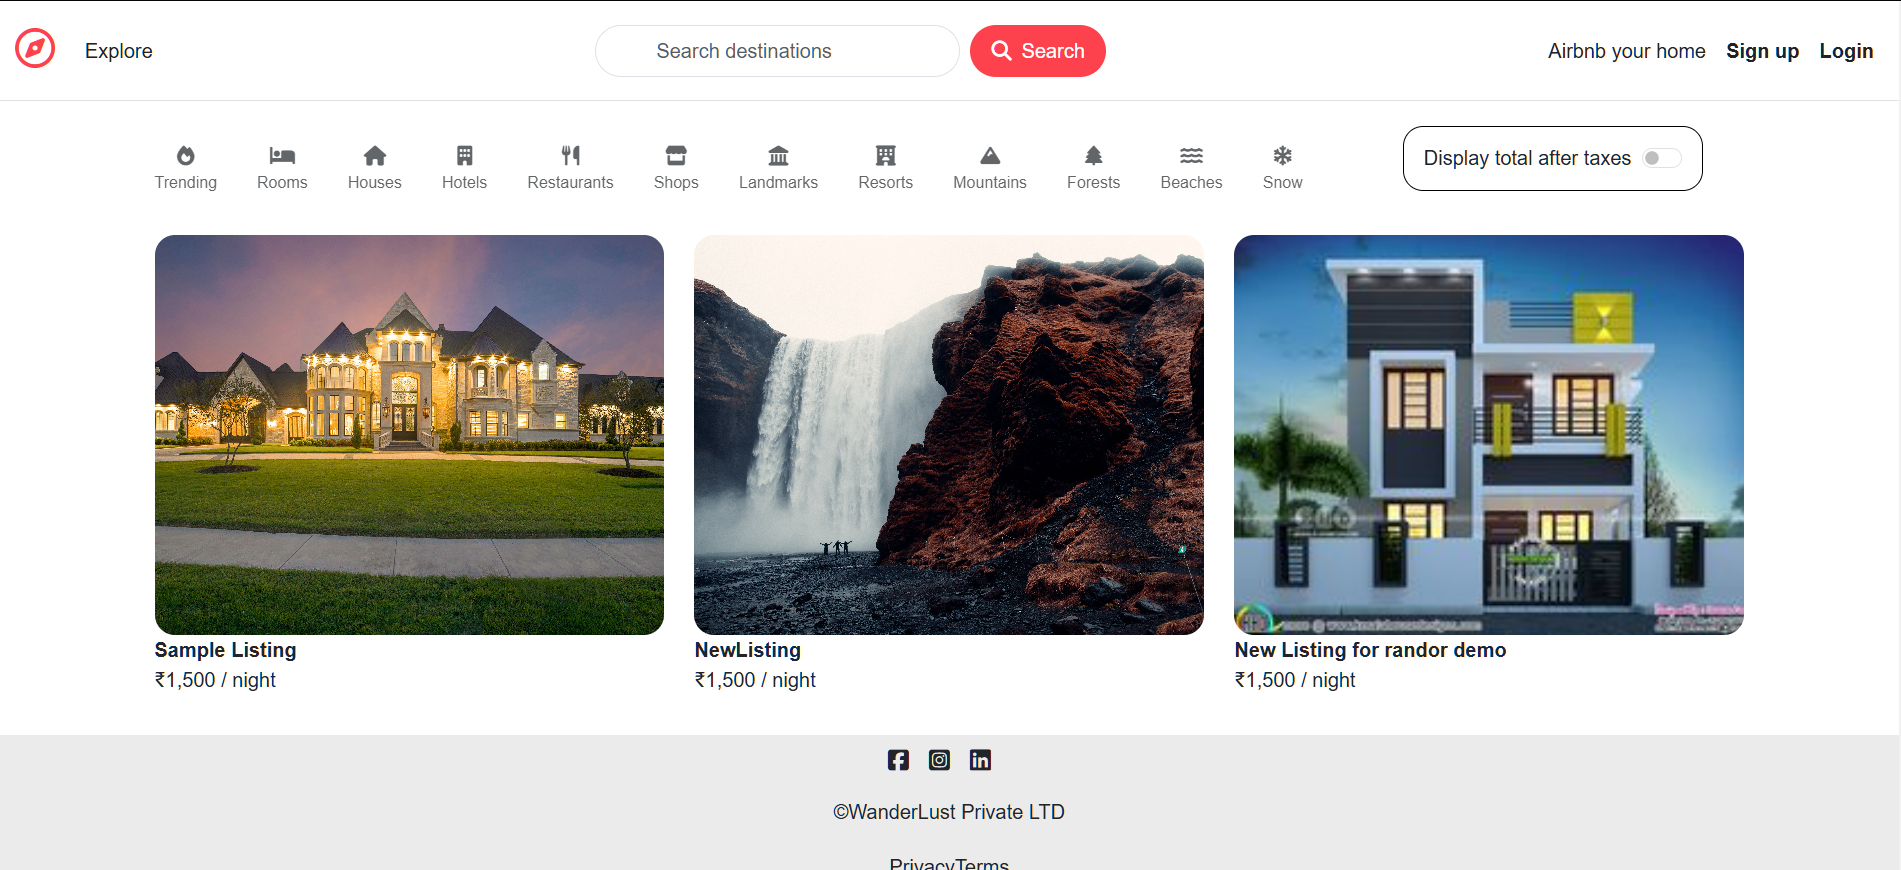 Explore
Search destinations
Search
Airbnb your home
Sign up
Login
Trending
Rooms
Houses
Hotels
Restaurants
Shops
Landmarks
Resorts
Mountains
Forests
Beaches
Snow
Display total after taxes
Sample Listing
₹1,500 / night
NewListing
₹1,500 / night
New Listing for randor demo
₹1,500 / night
©WanderLust Private LTD
PrivacyTerms